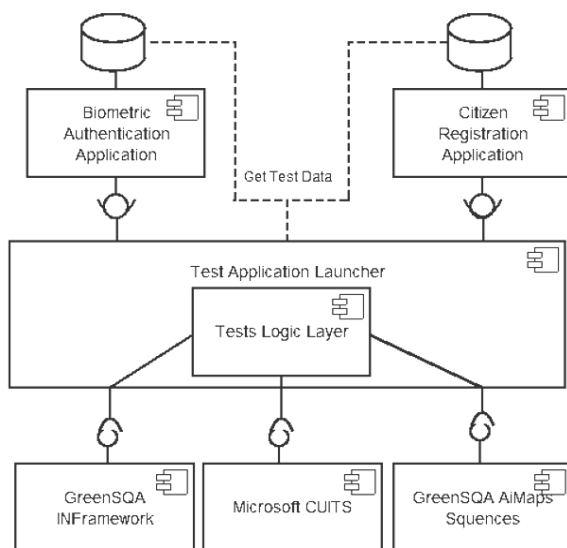 Biometric
Authentication
Application
Citizen
Registration
Application
Get Test Data
Test Application Launcher
Tests Logic Layer
GreenSQA
INFramework
Microsoft CUITS
GreenSQA AiMaps
Squences